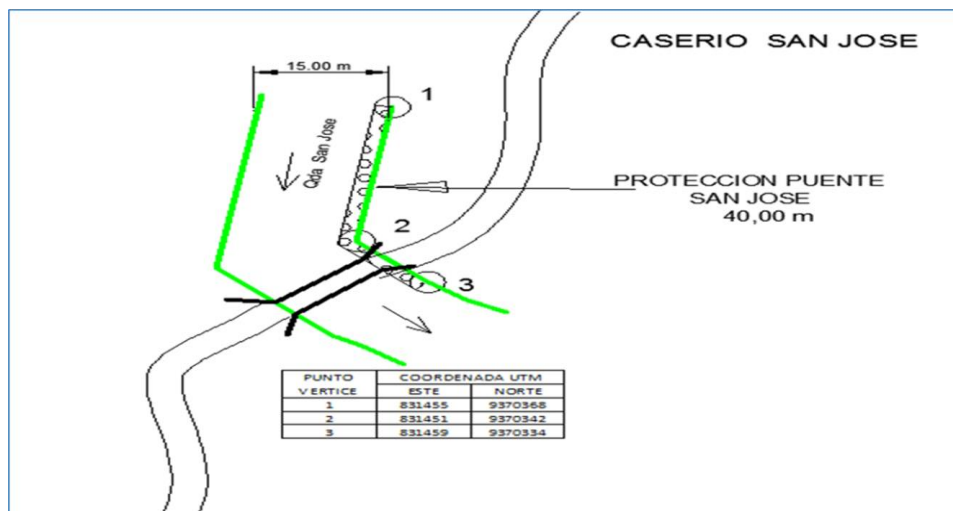 CASERIO SAN JOSE
15.00 m
1
Qda San Jose
PROTECCION PUENTE
SAN JOSE
40,00 m
2
3
PUNTO VERTICE COORDENADA UTM
ESTE NORTE
1 831455 9370368
2 831451 9370342
3 831459 9370334